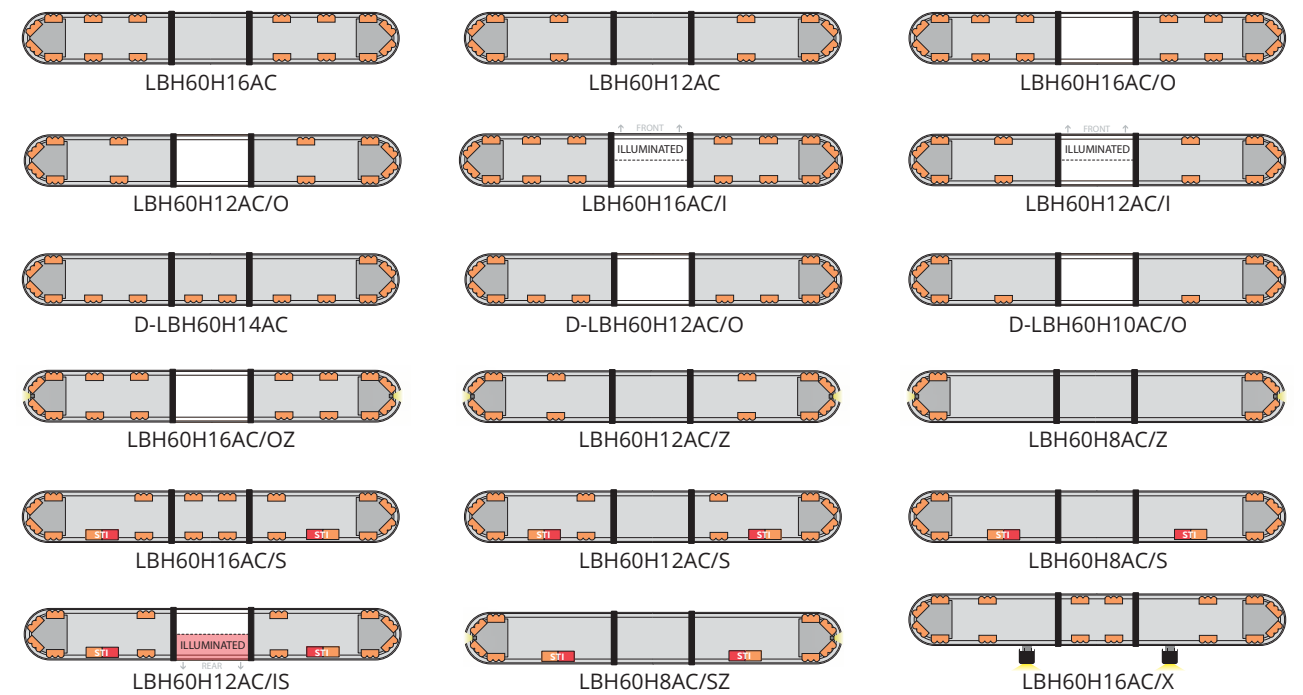 LBH60H16AC
LBH60H12AC
LBH60H16AC/O
LBH60H12AC/O
↑ FRONT ↑
ILLUMINATED
LBH60H16AC/I
↑ FRONT ↑
ILLUMINATED
LBH60H12AC/I
D-LBH60H14AC
D-LBH60H12AC/O
D-LBH60H10AC/O
LBH60H16AC/OZ
LBH60H12AC/Z
LBH60H8AC/Z
STI
STI
LBH60H16AC/S
STI
STI
LBH60H12AC/S
STI
STI
LBH60H8AC/S
STI
ILLUMINATED
STI
↓ REAR ↓
LBH60H12AC/IS
STI
STI
LBH60H8AC/SZ
LBH60H16AC/X